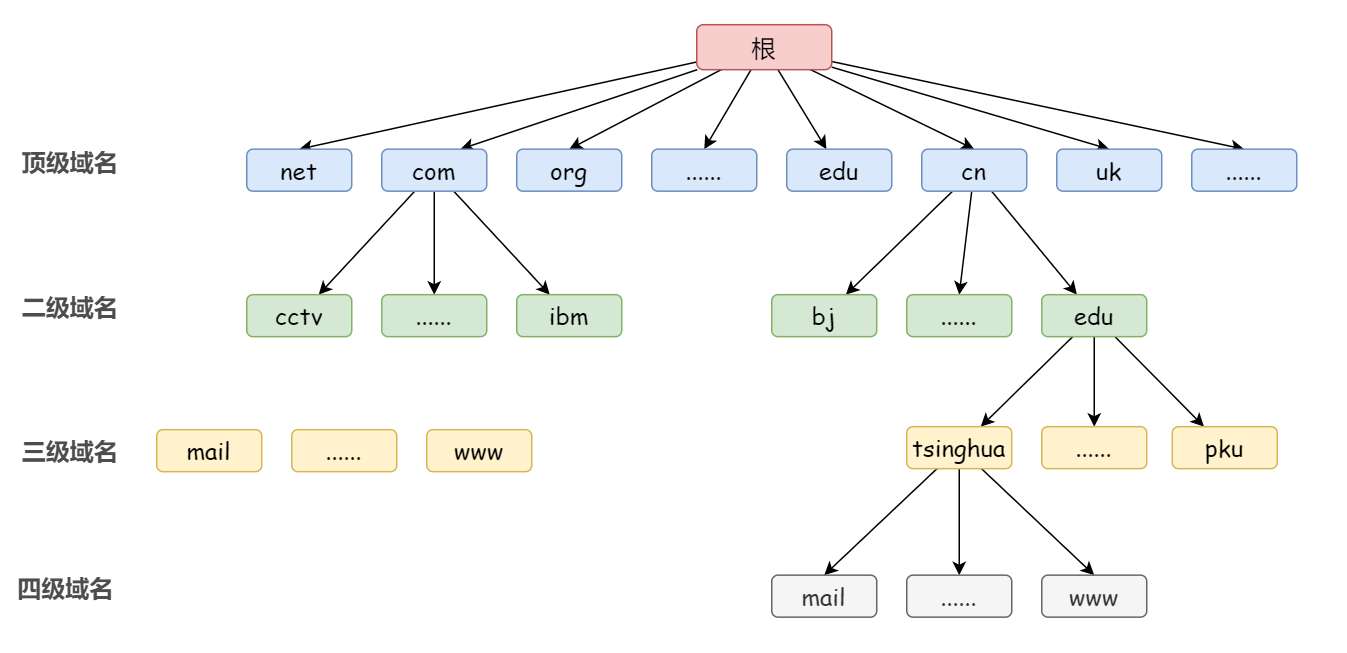 根
顶级域名 net com org ...... edu cn uk ......
二级域名 cctv ...... ibm bj ...... edu
三级域名 mail ...... www tsinghua ...... pku
四级域名 mail ...... www